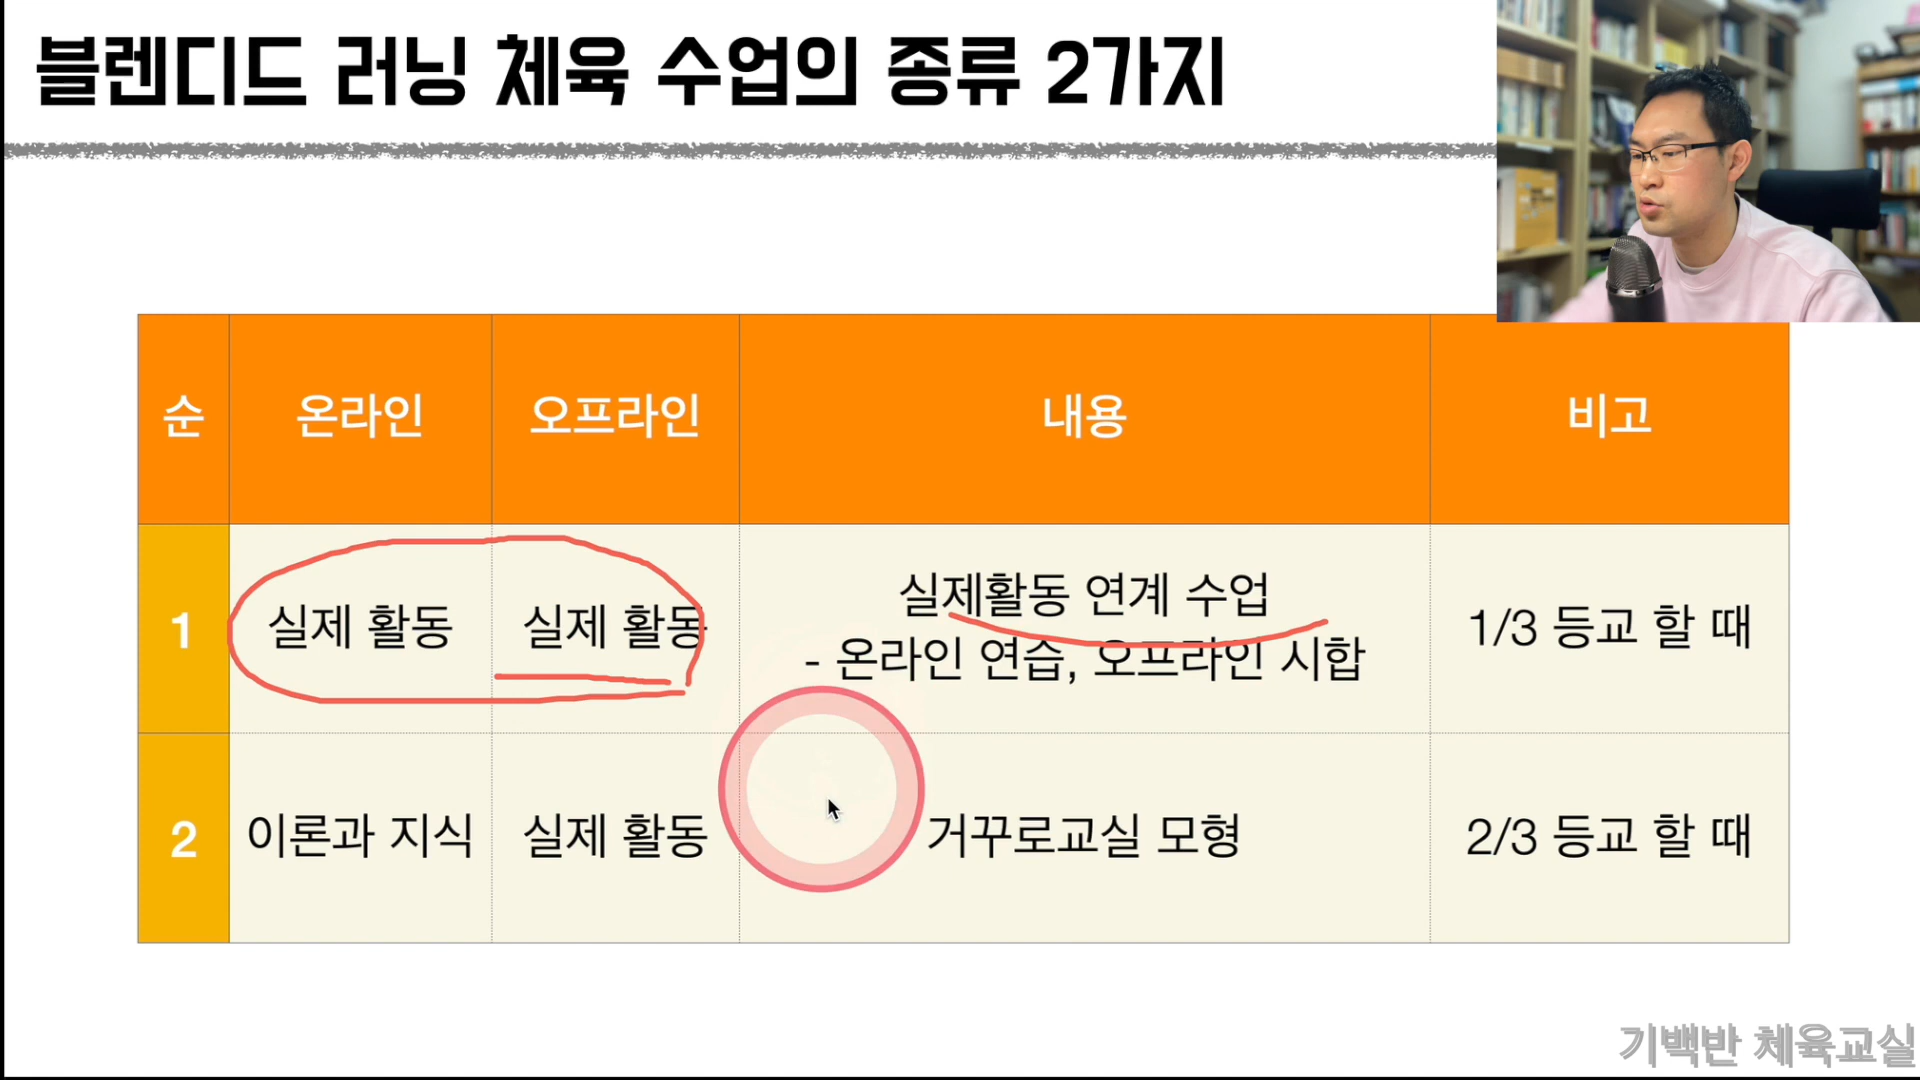 블렌디드 러닝 체육 수업의 종류 2가지
순 온라인 오프라인 내용 비고
1 실제 활동 실제 활동 실제활동 연계 수업 1/3 등교 할 때
- 온라인 연습, 오프라인 시합
2 이론과 지식 실제 활동 거꾸로교실 모형 2/3 등교 할 때
기백반 체육교실